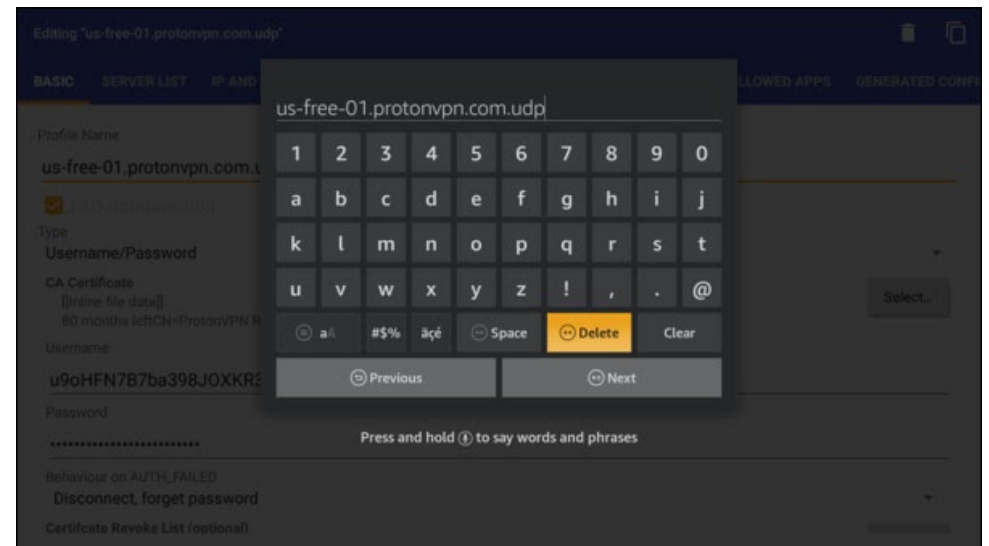 Editing "us-free-01.protonvpn.com.udp"
BASIC SERVER LIST IP AND LLOWED APPS GENERATED CONFI
us-free-01.protonvpn.com.udp
Profile Name
us-free-01.protonvpn.com.u
1 2 3 4 5 6 7 8 9 0
a b c d e f g h i j
k l m n o p q r s t
u v w x y z ! , . @
aA #$% äçé Space Delete Clear
Previous Next
Press and hold to say words and phrases
Type
Username/Password
CA Certificate
[[Inline file data]]
80 months leftCN=ProtonVPN R
Select..
Username
u9oHFN7B7ba398JOXKR3
Password
Behaviour on AUTH_FAILED
Disconnect, forget password
Certifcate Revoke List (optional)